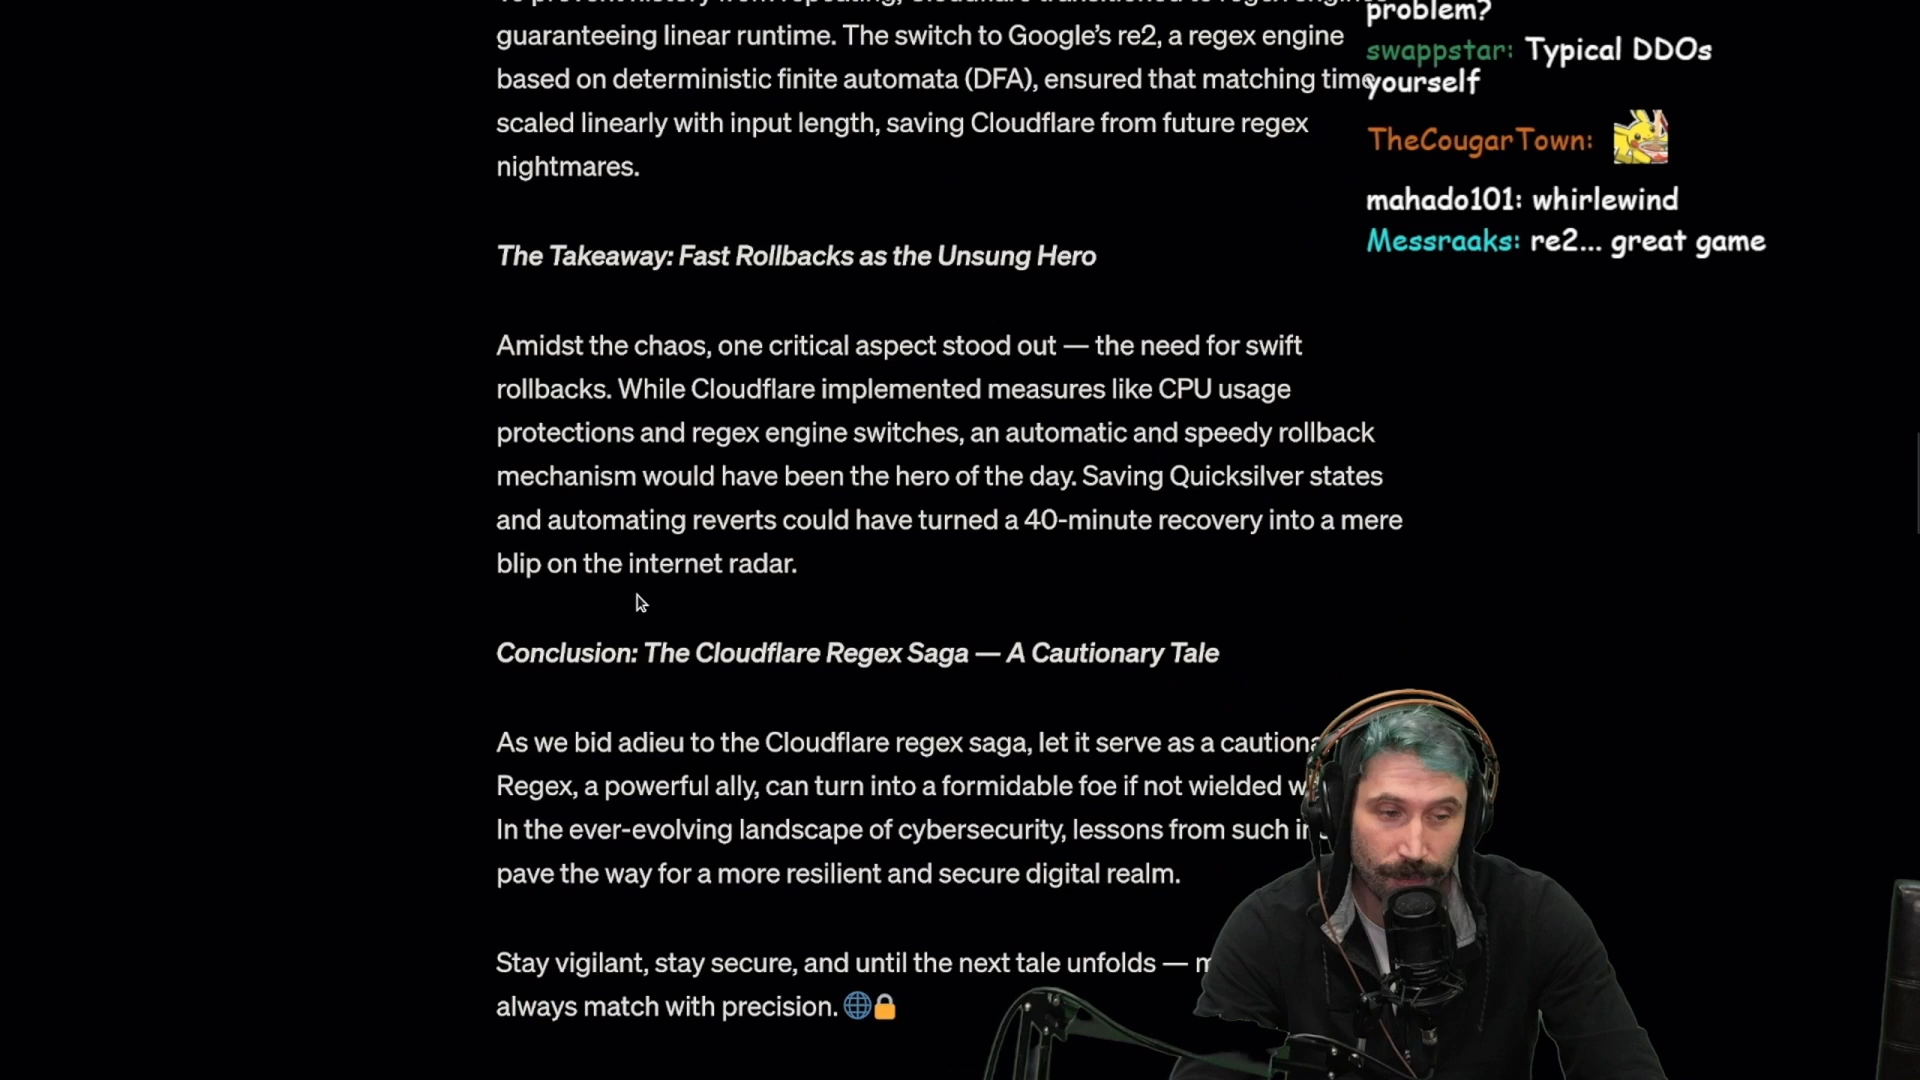 guaranteeing linear runtime. The switch to Google's re2, a regex engine
based on deterministic finite automata (DFA), ensured that matching time
scaled linearly with input length, saving Cloudflare from future regex
nightmares.
The Takeaway: Fast Rollbacks as the Unsung Hero
Amidst the chaos, one critical aspect stood out — the need for swift
rollbacks. While Cloudflare implemented measures like CPU usage
protections and regex engine switches, an automatic and speedy rollback
mechanism would have been the hero of the day. Saving Quicksilver states
and automating reverts could have turned a 40-minute recovery into a mere
blip on the internet radar.
Conclusion: The Cloudflare Regex Saga — A Cautionary Tale
As we bid adieu to the Cloudflare regex saga, let it serve as a
Regex, a powerful ally, can turn into a formidable foe if not wielded
In the ever-evolving landscape of cybersecurity, lessons from such
pave the way for a more resilient and secure digital realm.
Stay vigilant, stay secure, and until the next tale unfolds —
always match with precision. 🌐🔒
problem?
swappstar: Typical DDOs
yourself
TheCougarTown:
mahado101: whirlewind
Messraaks: re2... great game